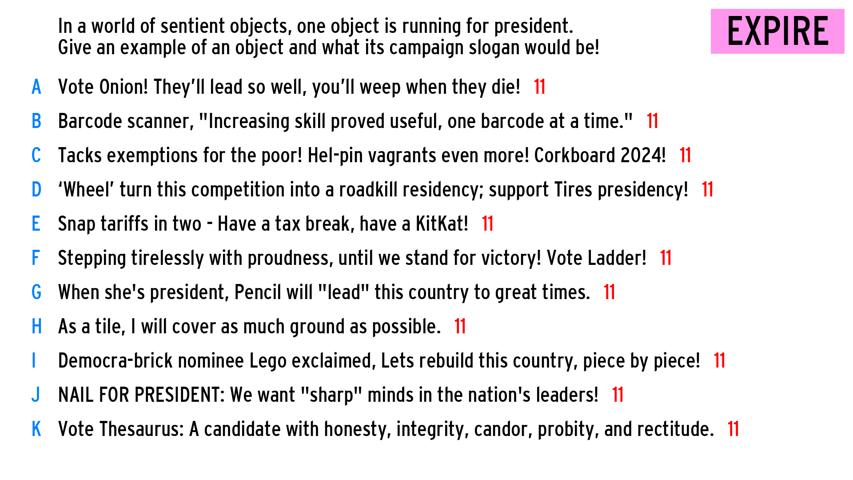 In a world of sentient objects, one object is running for president.
Give an example of an object and what its campaign slogan would be!
EXPIRE
A Vote Onion! They'll lead so well, you'll weep when they die! 11
B Barcode scanner, "Increasing skill proved useful, one barcode at a time." 11
C Tacks exemptions for the poor! Hel-pin vagrants even more! Corkboard 2024! 11
D ‘Wheel’ turn this competition into a roadkill residency; support Tires presidency! 11
E Snap tariffs in two - Have a tax break, have a KitKat! 11
F Stepping tirelessly with proudness, until we stand for victory! Vote Ladder! 11
G When she's president, Pencil will "lead" this country to great times. 11
H As a tile, I will cover as much ground as possible. 11
I Democra-brick nominee Lego exclaimed, Lets rebuild this country, piece by piece! 11
J NAIL FOR PRESIDENT: We want "sharp" minds in the nation's leaders! 11
K Vote Thesaurus: A candidate with honesty, integrity, candor, probity, and rectitude. 11